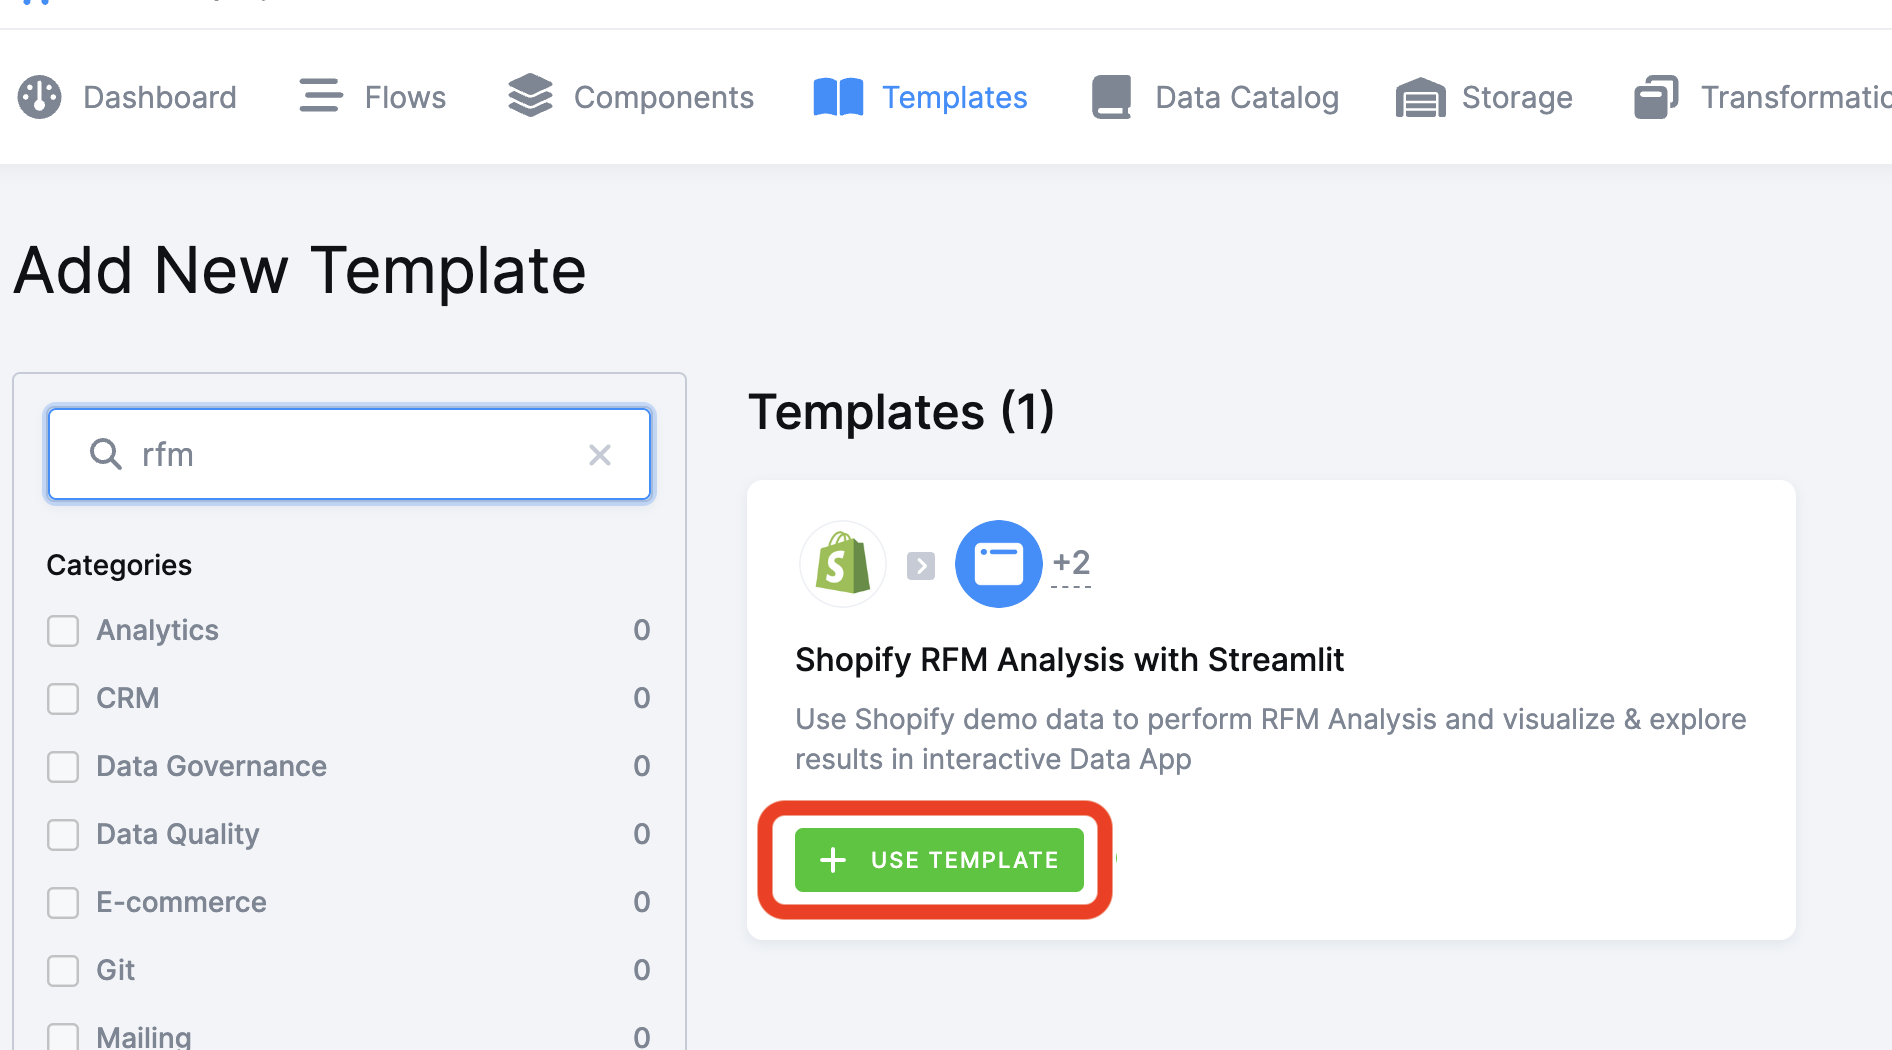 Dashboard
Flows
Components
Templates
Data Catalog
Storage
Add New Template
rfm
Categories
Analytics 0
CRM 0
Data Governance 0
Data Quality 0
E-commerce 0
Git 0
Mailing 0
Templates (1)
+2
Shopify RFM Analysis with Streamlit
Use Shopify demo data to perform RFM Analysis and visualize & explore
results in interactive Data App
USE TEMPLATE